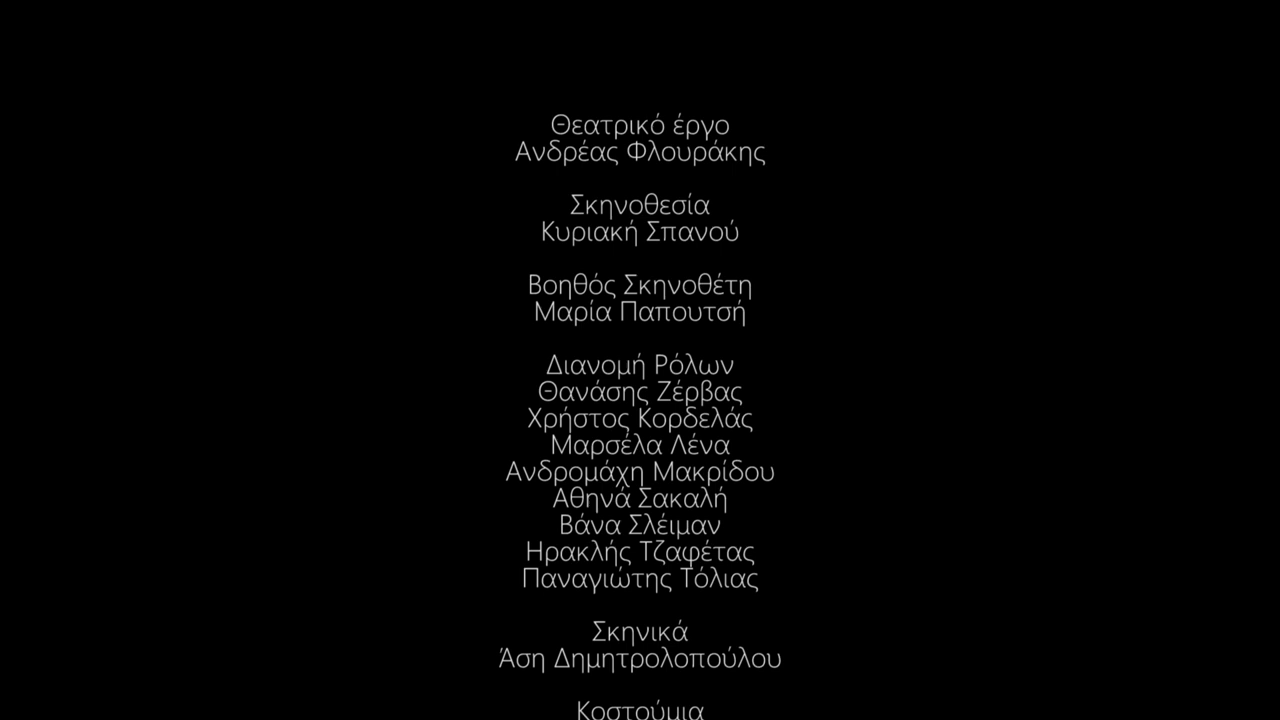 Θεατρικό έργο
Ανδρέας Φλουράκης
Σκηνοθεσία
Κυριακή Σπανού
Βοηθός Σκηνοθέτη
Μαρία Παπουτσή
Διανομή Ρόλων
Θανάσης Ζέρβας
Χρήστος Κορδελάς
Μαρσέλα Λένα
Ανδρομάχη Μακρίδου
Αθηνά Σακαλή
Βάνα Σλέιμαν
Ηρακλής Τζαφέτας
Παναγιώτης Τόλιας
Σκηνικά
Άση Δημητρολοπούλου
Κοστούμια